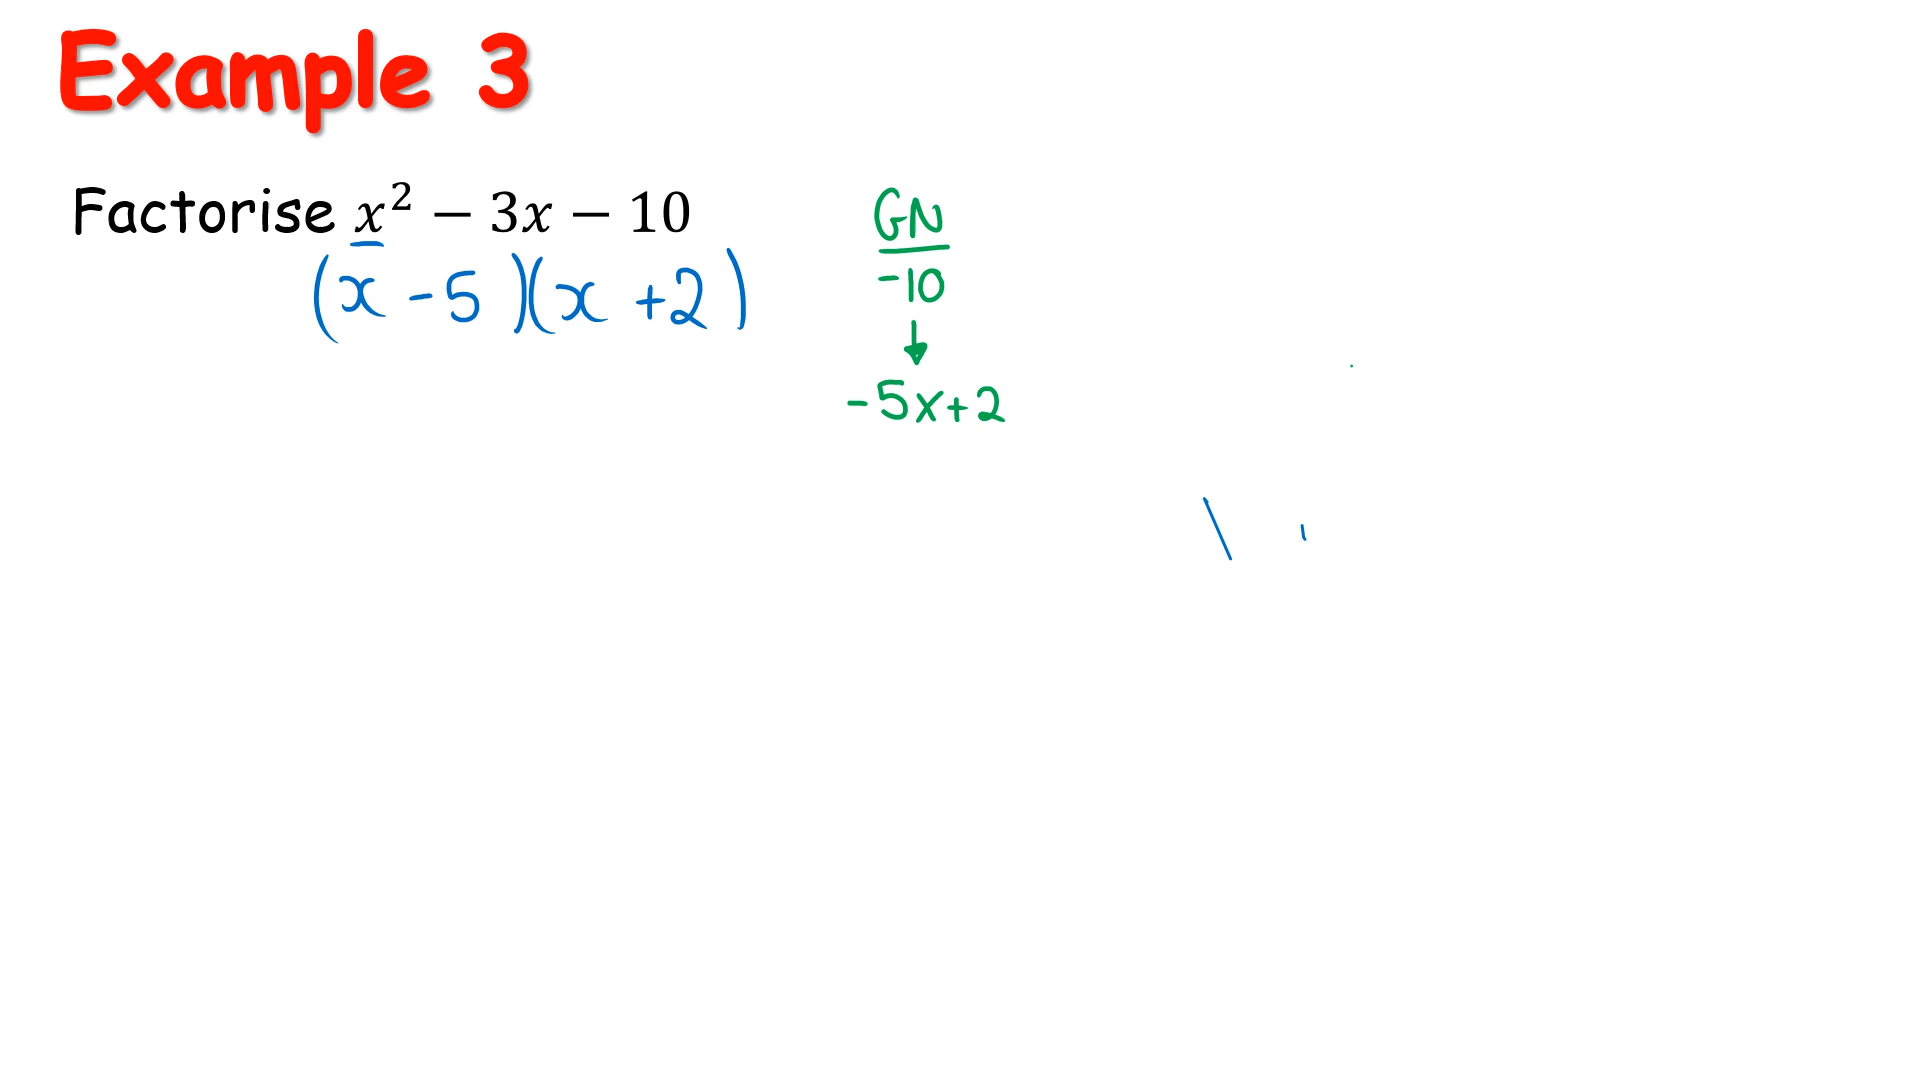 Example 3
Factorise x² − 3x − 10
(x -5)(x +2)
GN
-10
-5x+2